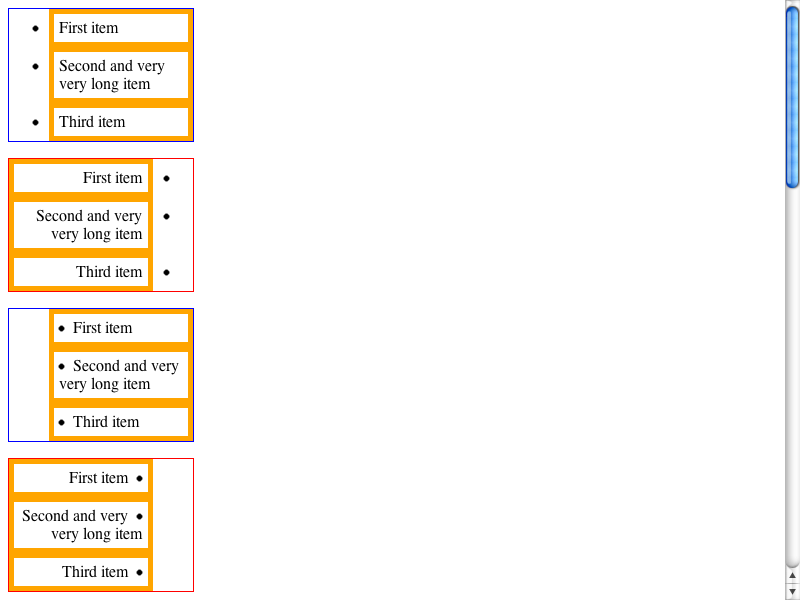 • First item
• Second and very
very long item
• Third item
First item •
Second and very •
very long item
Third item •
• First item
• Second and very
very long item
• Third item
First item •
Second and very •
very long item
Third item •